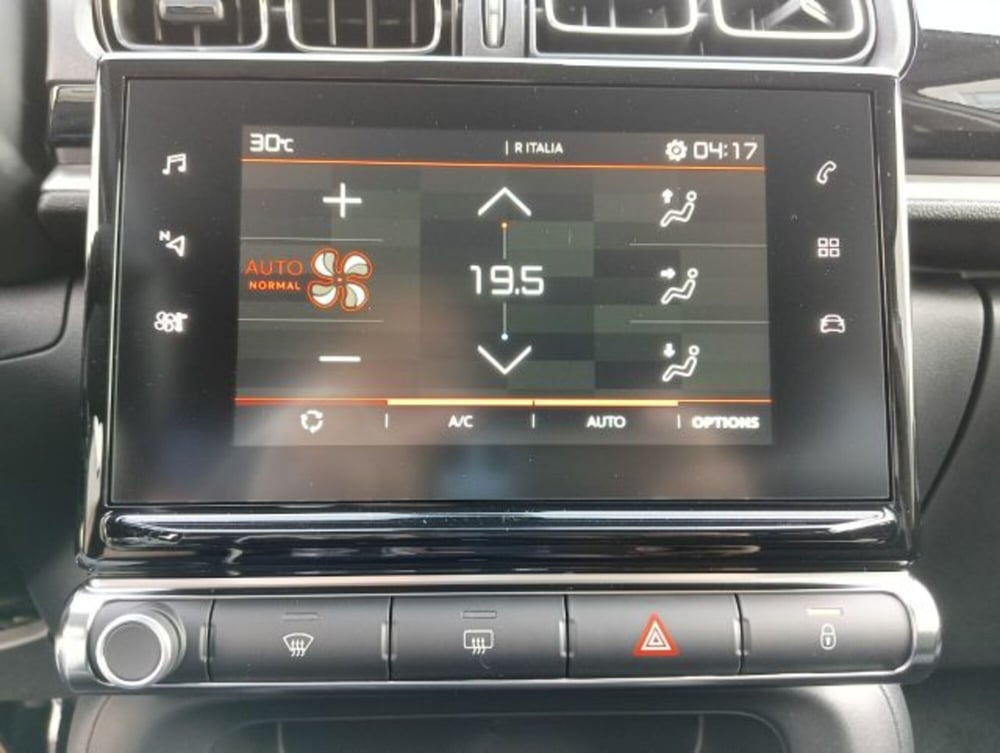 30°C | R ITALIA 04:17
N
AUTO
NORMAL
19.5
A/C | AUTO | OPTIONS